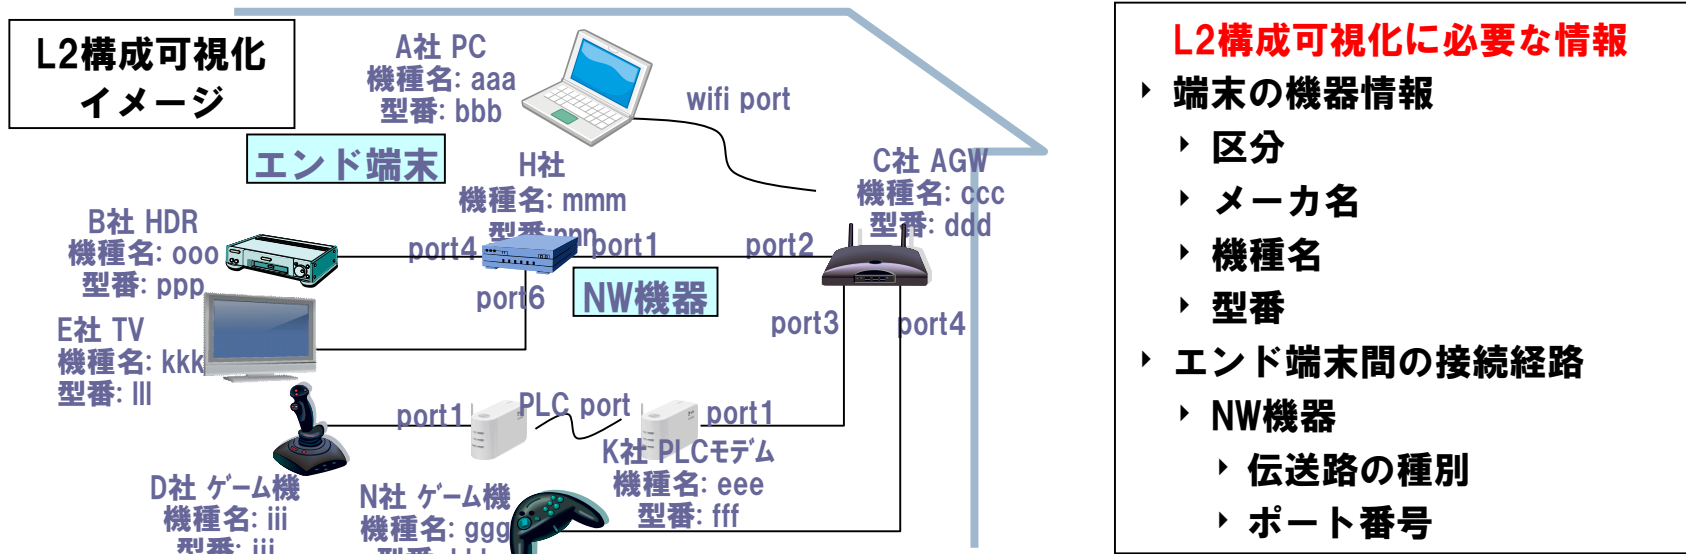 L2構成可視化
イメージ
A社 PC
機種名: aaa
型番: bbb
wifi port
エンド端末
H社
機種名: mmm
型番:nnn
C社 AGW
機種名: ccc
型番: ddd
B社 HDR
機種名: ooo
型番: ppp
port4
port1
port2
port6
NW機器
port3
port4
E社 TV
機種名: kkk
型番: lll
port1
PLC port
port1
K社 PLCモデム
機種名: eee
型番: fff
D社 ゲーム機
機種名: iii
型番: jjj
N社 ゲーム機
機種名: ggg
型番:
L2構成可視化に必要な情報
‣ 端末の機器情報
‣ 区分
‣ メーカ名
‣ 機種名
‣ 型番
‣ エンド端末間の接続経路
‣ NW機器
‣ 伝送路の種別
‣ ポート番号